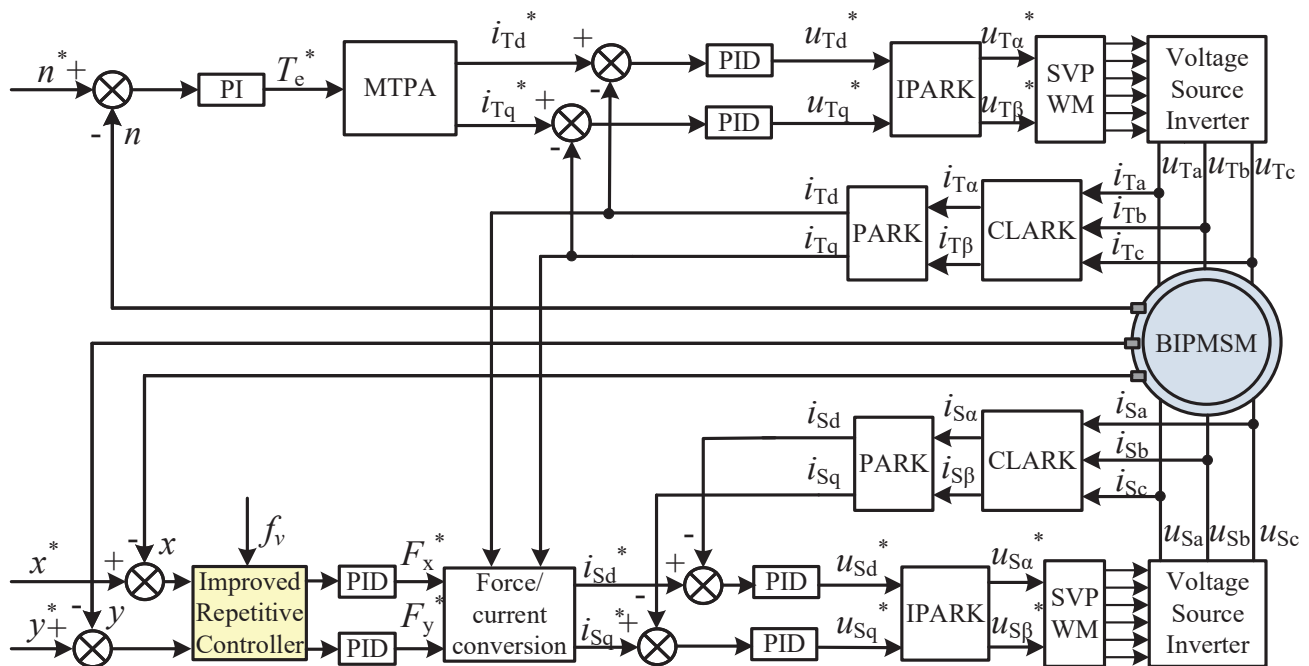 n* + - n
PI
Te*
MTPA
iTd* + -
iTq* + -
PID
PID
uTd*
uTq*
IPARK
uTα*
uTβ*
SVP
WM
Voltage
Source
Inverter
uTa uTb uTc
iTd
iTq
PARK
iTα
iTβ
CLARK
iTa
iTb
iTc
BIPMSM
iSd
iSq
PARK
iSα
iSβ
CLARK
iSa
iSb
iSc
uSa uSb uSc
x* + - x
y* + - y
fv
Improved
Repetitive
Controller
PID
PID
Fx*
Fy*
Force/
current
conversion
iSd* + -
iSq* + -
PID
PID
uSd*
uSq*
IPARK
uSα*
uSβ*
SVP
WM
Voltage
Source
Inverter